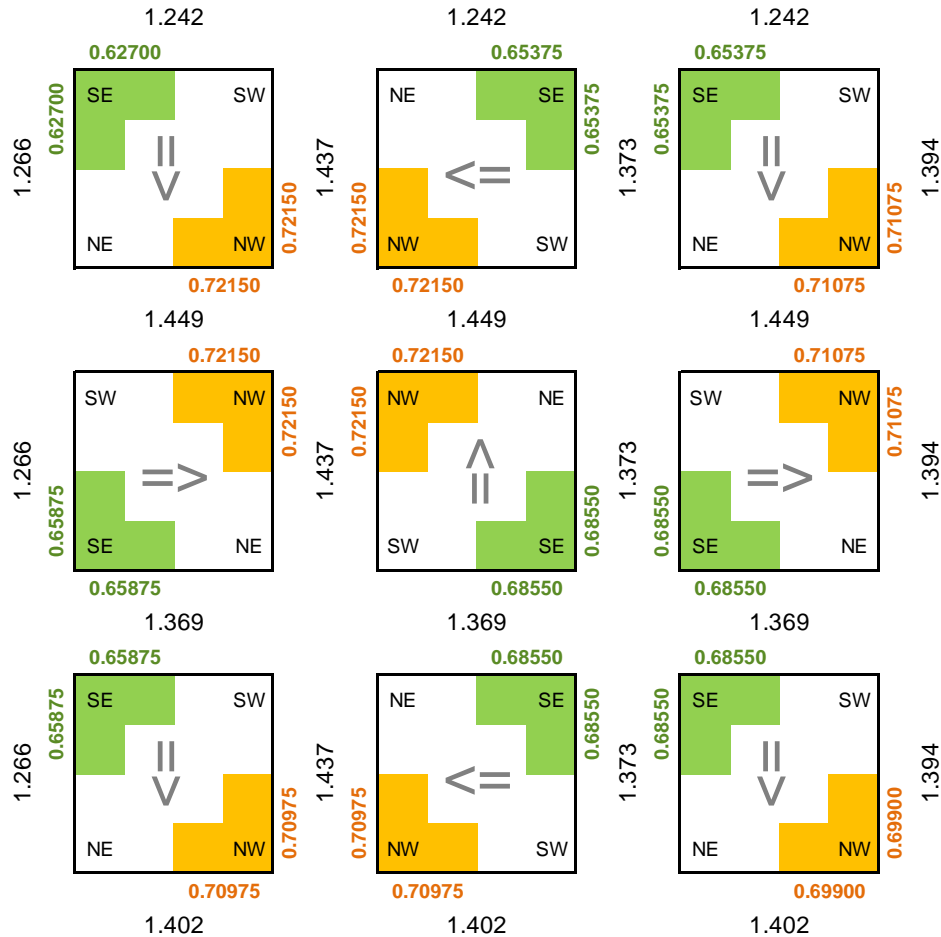 1.242 1.242 1.242
0.62700 0.65375 0.65375
SE SW NE SE SE SW
1.266 0.62700 1.437 0.65375 1.373 0.65375 1.394
=> <= =>
0.72150 0.72150 0.71075
NE NW NW SW NE NW
0.72150 0.72150 0.71075
1.449 1.449 1.449
0.72150 0.72150 0.71075
SW NW NW NE SW NW
0.72150 0.72150 0.71075
1.266 => 1.437 => 1.373 => 1.394
0.65875 0.68550 0.68550
SE NE SW SE SE NE
0.65875 0.68550 0.68550
1.369 1.369 1.369
0.65875 0.68550 0.68550
SE SW NE SE SE SW
0.65875 0.68550 0.68550
1.266 => 1.437 <= 1.373 => 1.394
0.70975 0.70975 0.69900
NE NW NW SW NE NW
0.70975 0.70975 0.69900
1.402 1.402 1.402